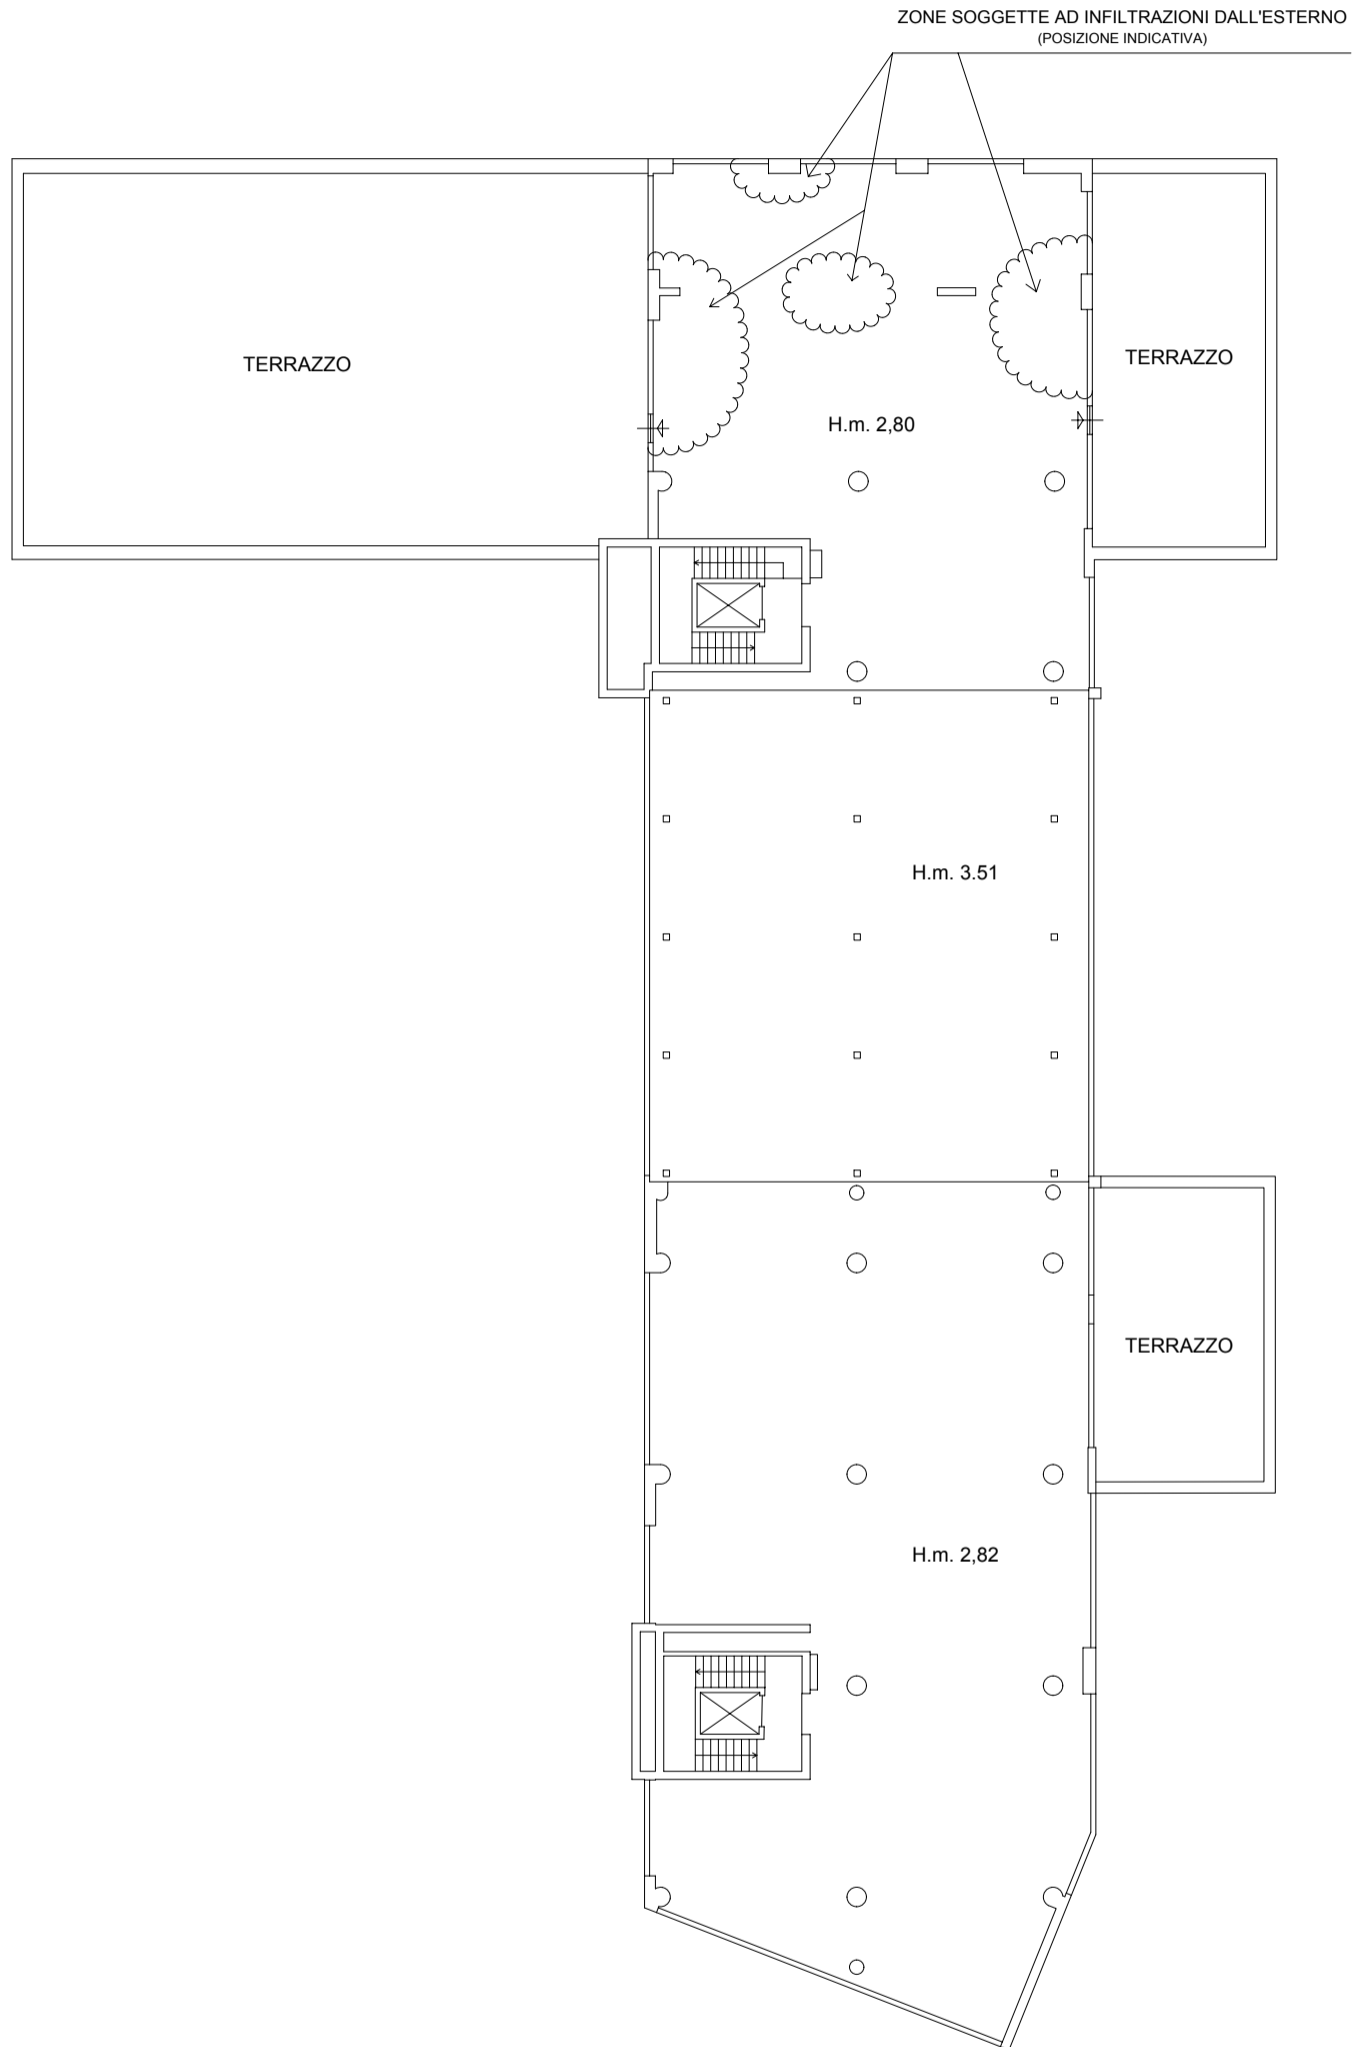 ZONE SOGGETTE AD INFILTRAZIONI DALL'ESTERNO
(POSIZIONE INDICATIVA)
TERRAZZO
TERRAZZO
H.m. 2,80
H.m. 3.51
TERRAZZO
H.m. 2,82